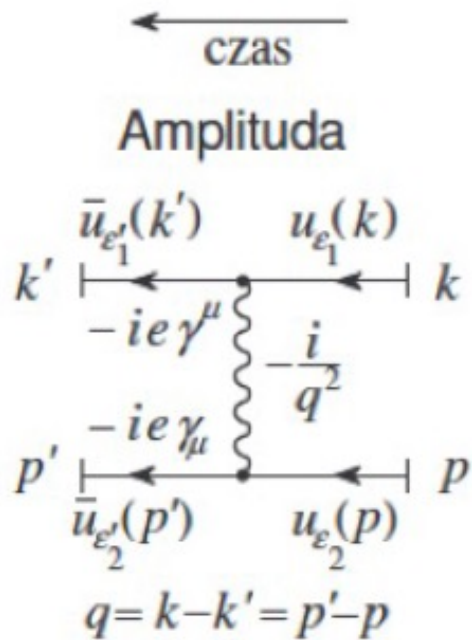 czas
Amplituda
ū_{ε'_1}(k') u_{ε_1}(k)
k' k
−ieγ^μ −i/q²
−ieγ_μ
p' p
ū_{ε'_2}(p') u_{ε_2}(p)
q=k−k'=p'−p